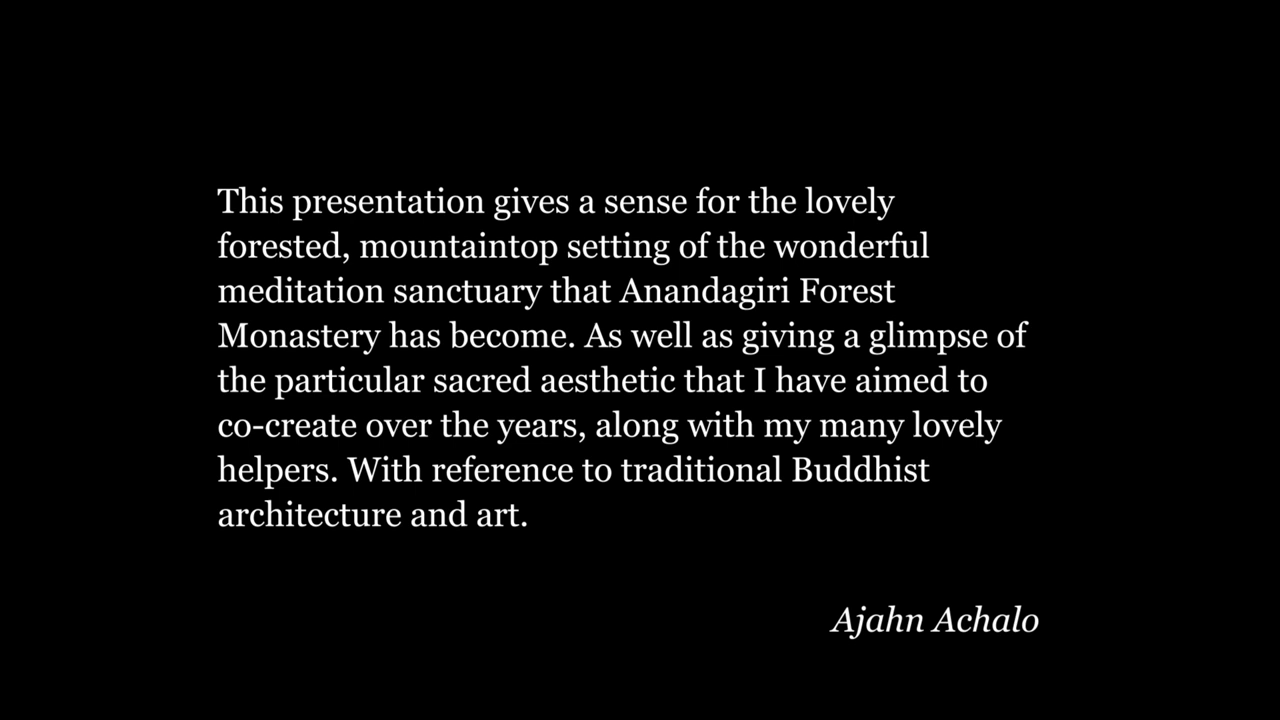 This presentation gives a sense for the lovely
forested, mountaintop setting of the wonderful
meditation sanctuary that Anandagiri Forest
Monastery has become. As well as giving a glimpse of
the particular sacred aesthetic that I have aimed to
co-create over the years, along with my many lovely
helpers. With reference to traditional Buddhist
architecture and art.
Ajahn Achalo